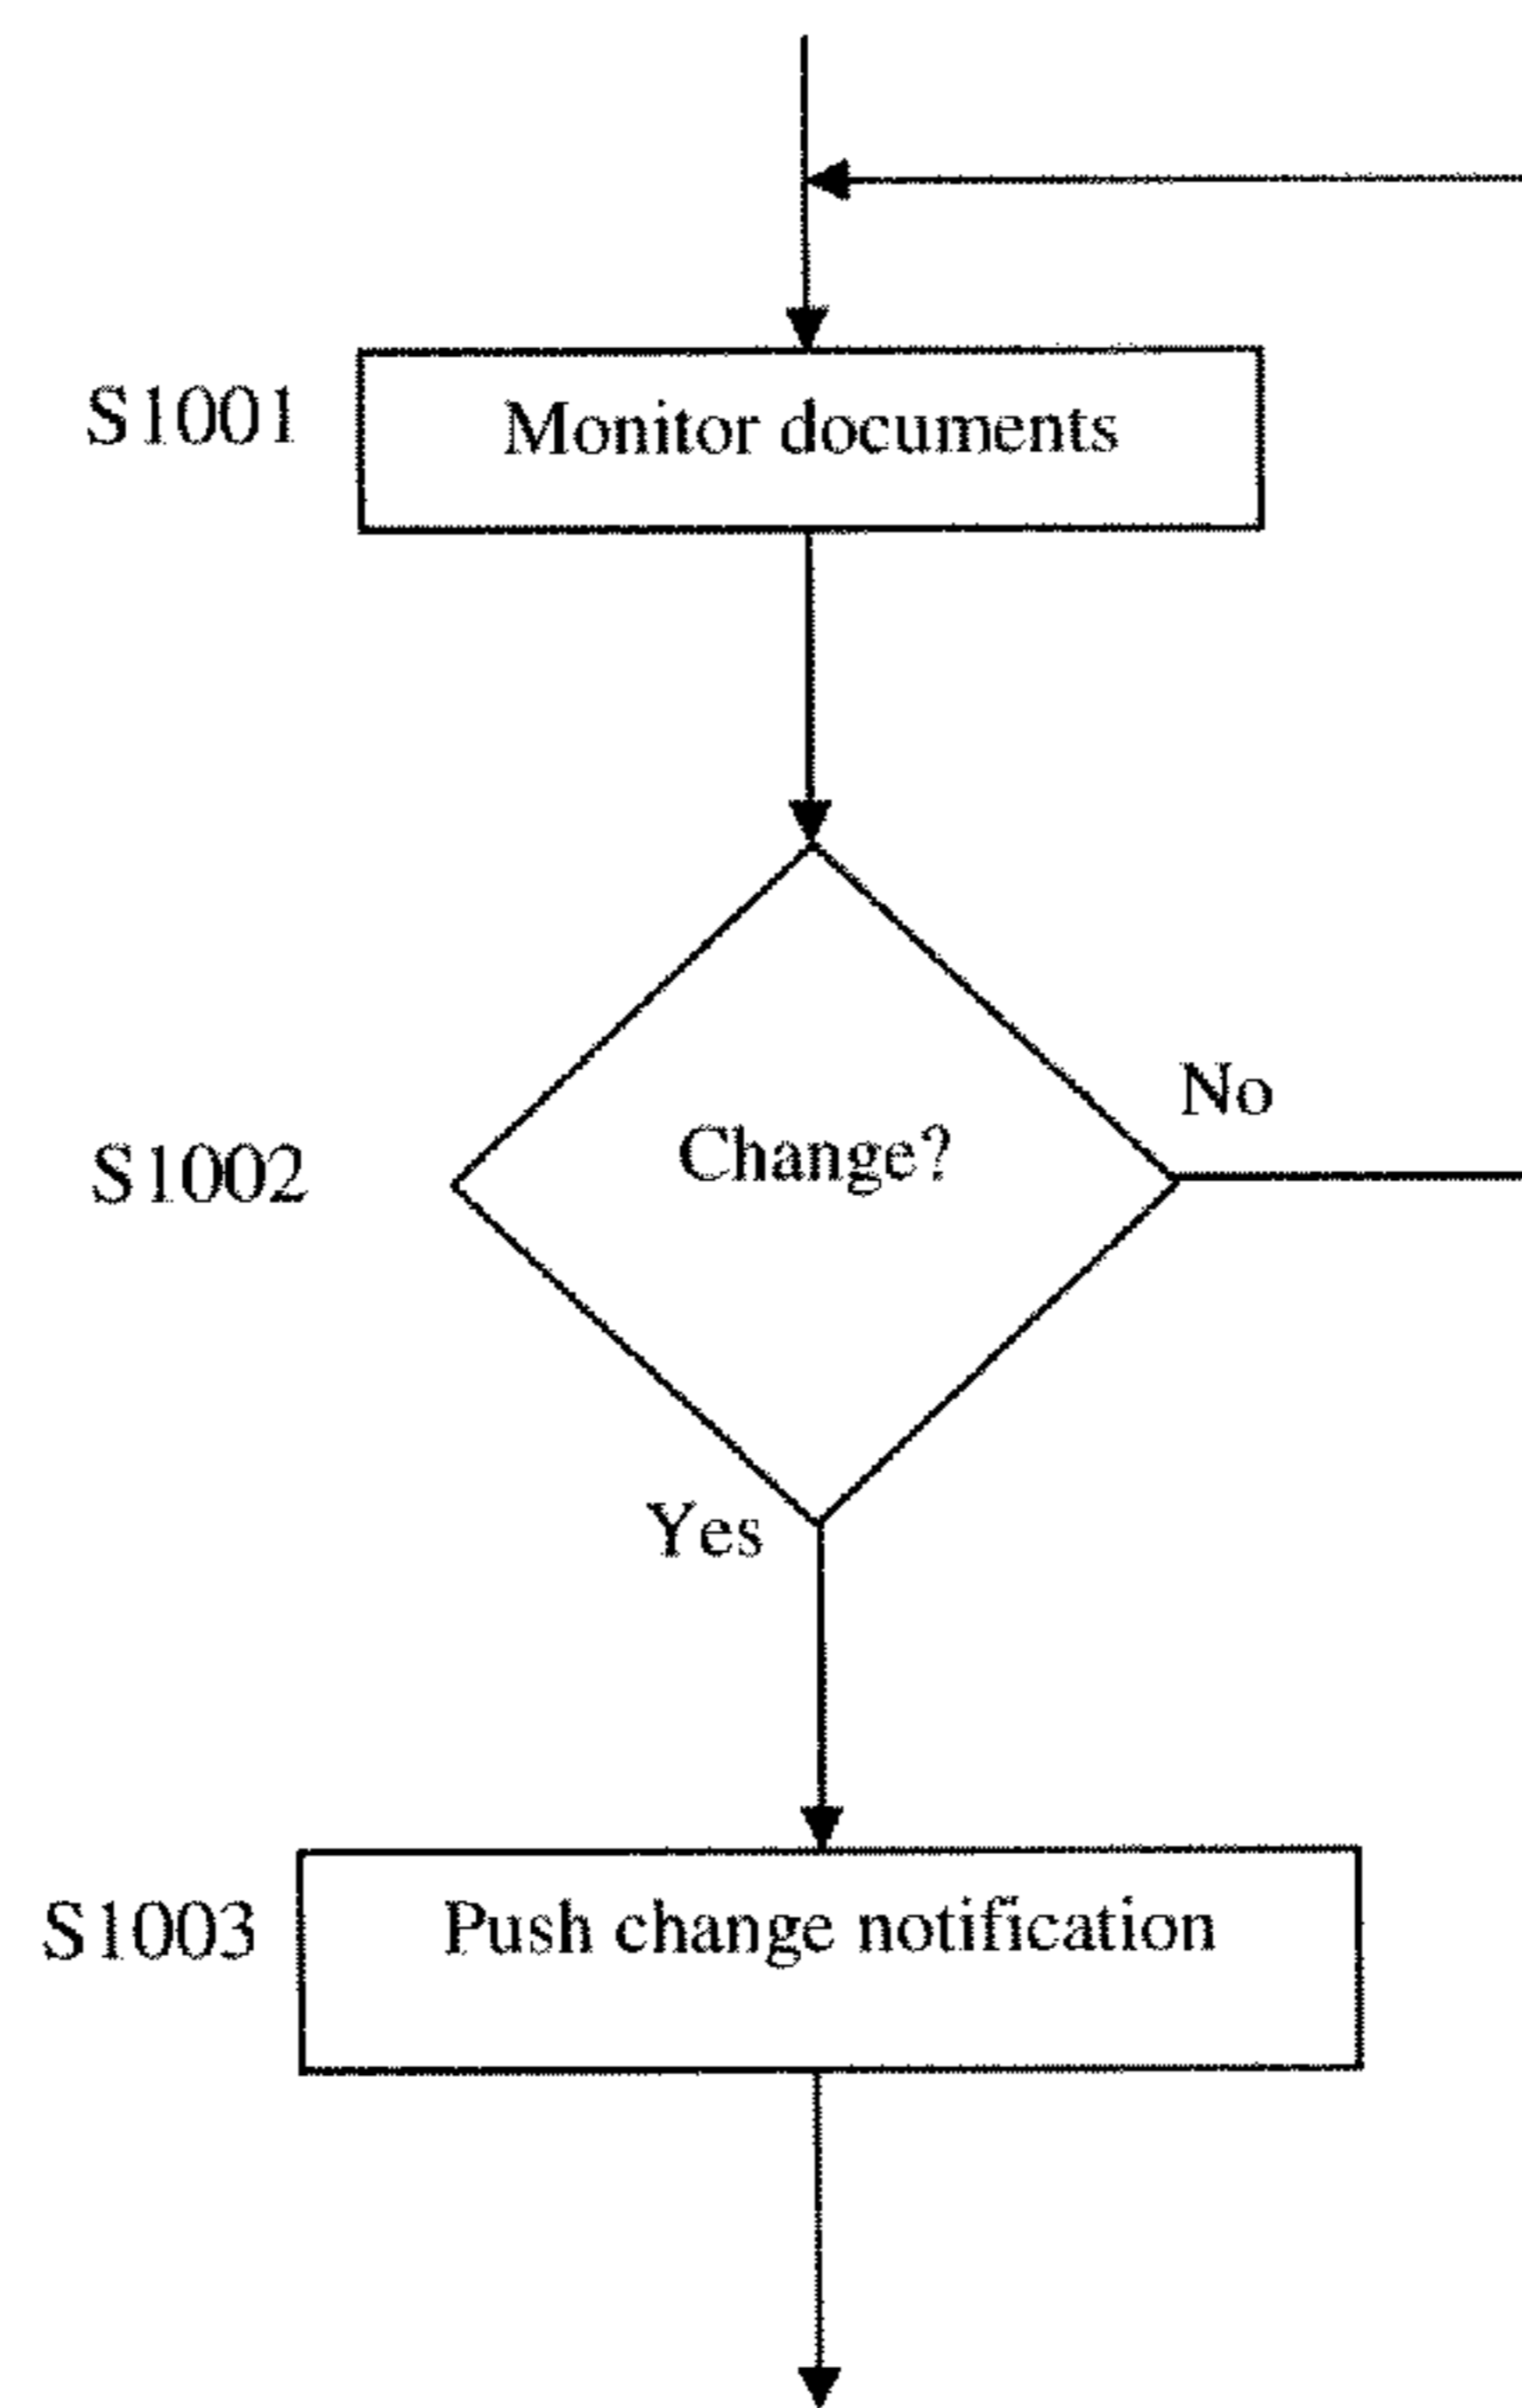 S1001
Monitor documents
No
S1002
Change?
Yes
S1003
Push change notification